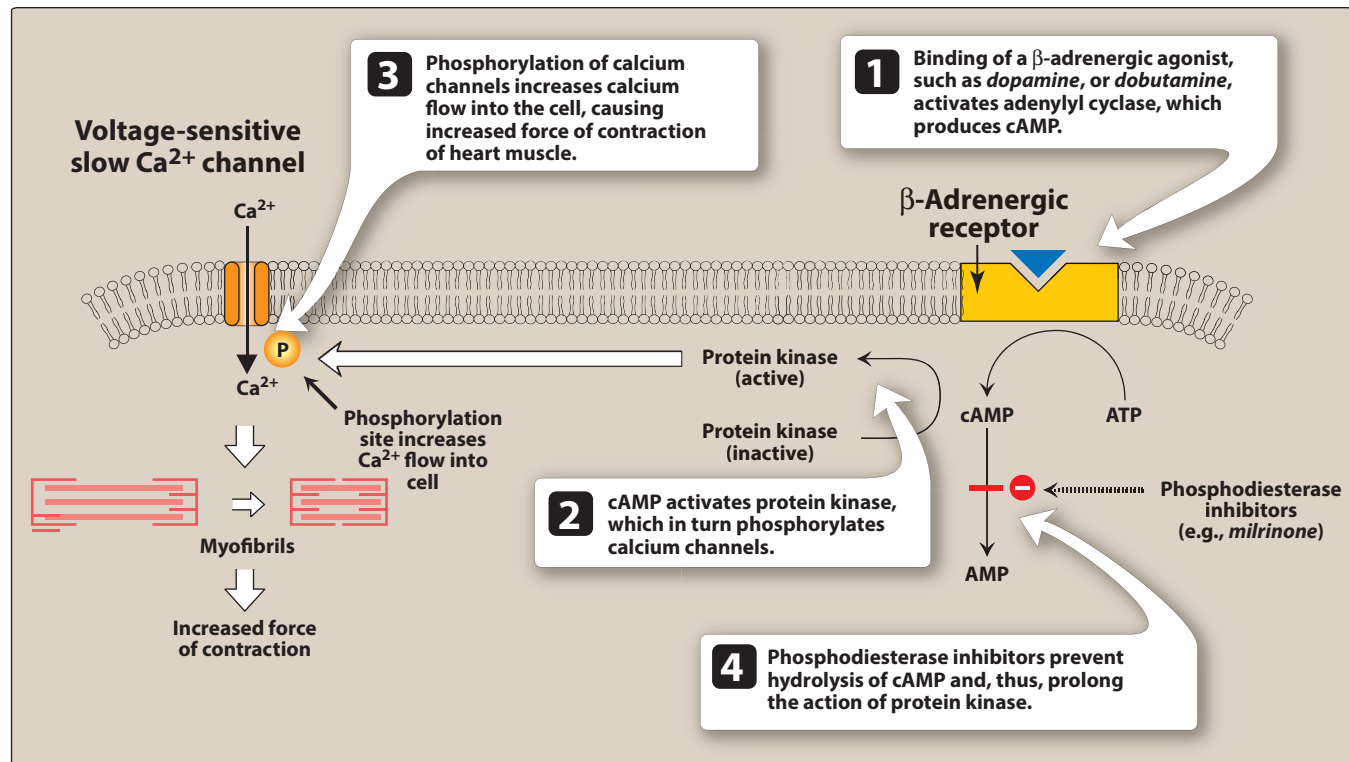 1
Binding of a β-adrenergic agonist,
such as dopamine, or dobutamine,
activates adenylyl cyclase, which
produces cAMP.
3
Phosphorylation of calcium
channels increases calcium
flow into the cell, causing
increased force of contraction
of heart muscle.
Voltage-sensitive
slow Ca²⁺ channel
Ca²⁺
β-Adrenergic
receptor
P
Ca²⁺
Phosphorylation
site increases
Ca²⁺ flow into
cell
Protein kinase
(active)
Protein kinase
(inactive)
cAMP
ATP
2
cAMP activates protein kinase,
which in turn phosphorylates
calcium channels.
Phosphodiesterase
inhibitors
(e.g., milrinone)
AMP
Myofibrils
Increased force
of contraction
4
Phosphodiesterase inhibitors prevent
hydrolysis of cAMP and, thus, prolong
the action of protein kinase.